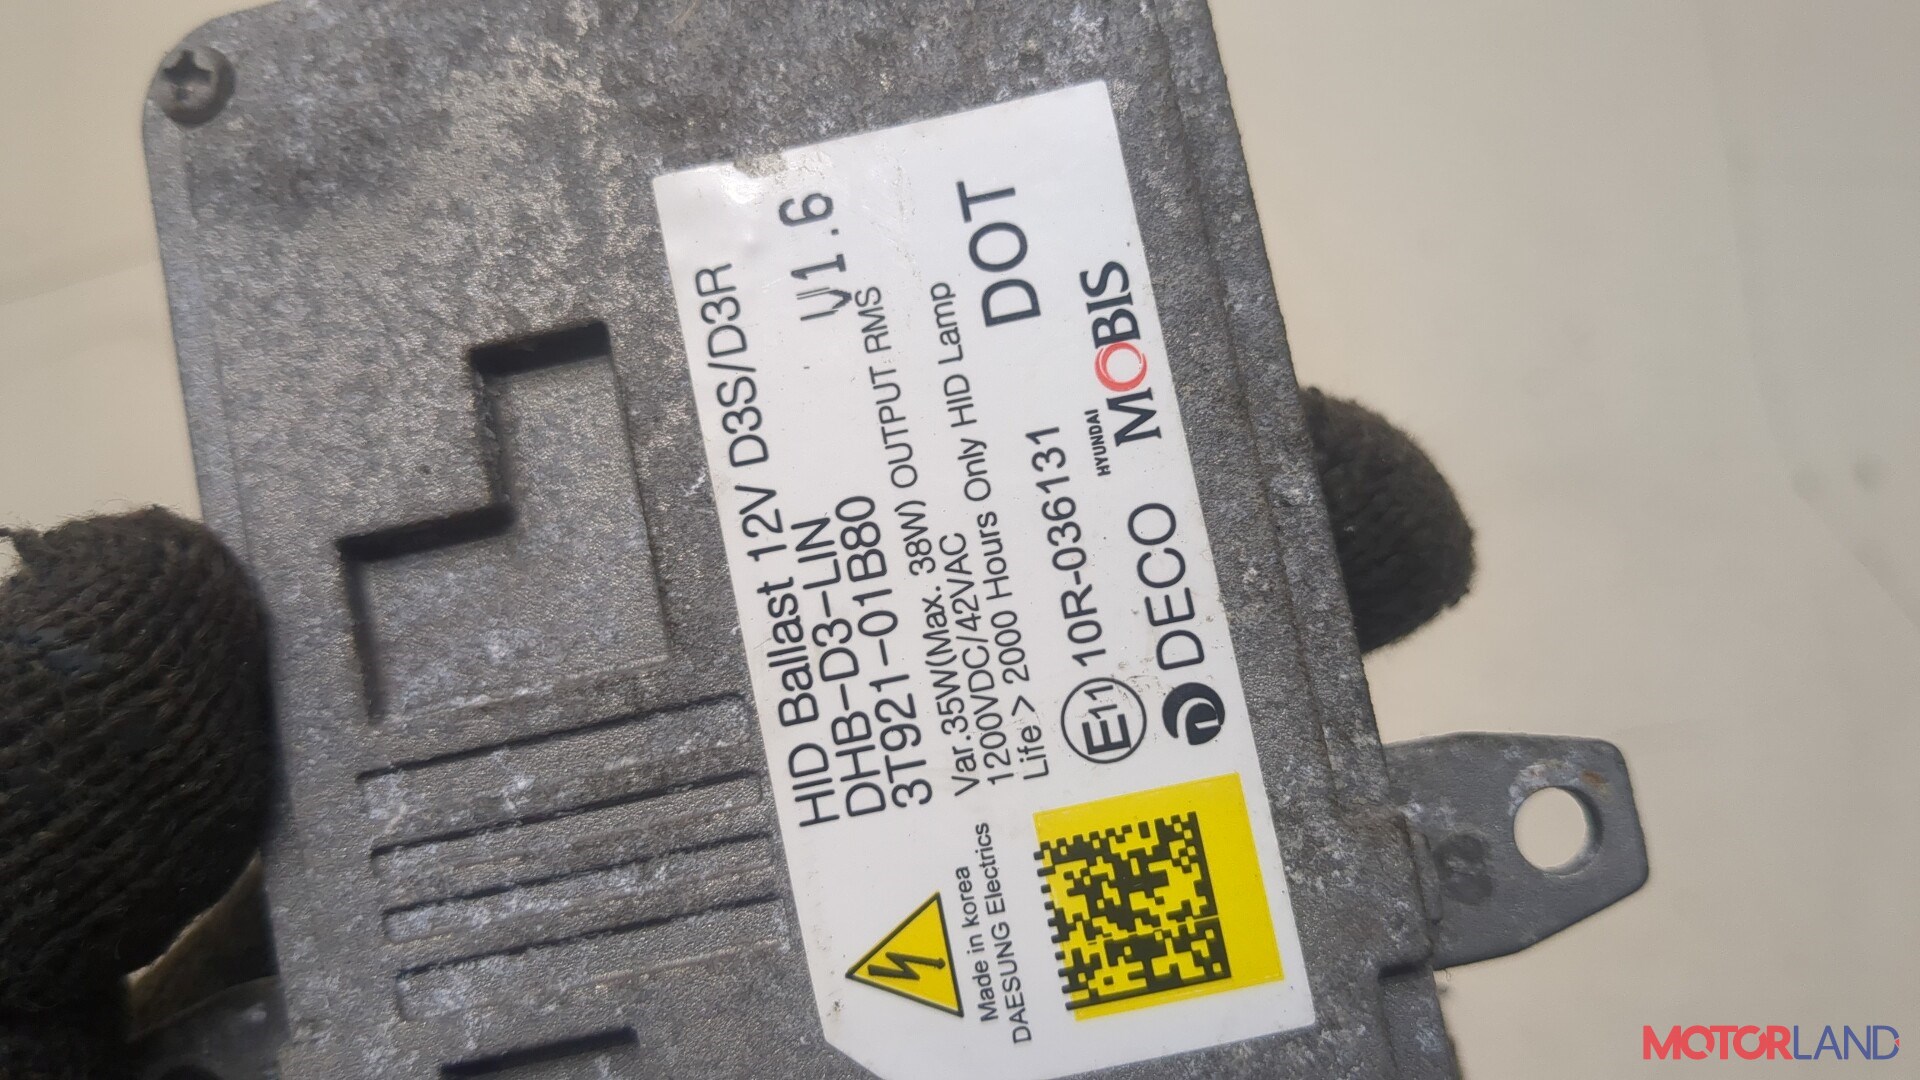 HID Ballast 12V D3S/D3R
DHB-D3-LIN
V1.6
3T921-01B80
Var.35W(Max. 38W) OUTPUT RMS
1200VDC/42VAC
Life > 2000 Hours Only HID Lamp
E11 10R-036131
DOT
DECO
HYUNDAI
MOBIS
Made in korea
DAESUNG Electrics
MOTORLAND